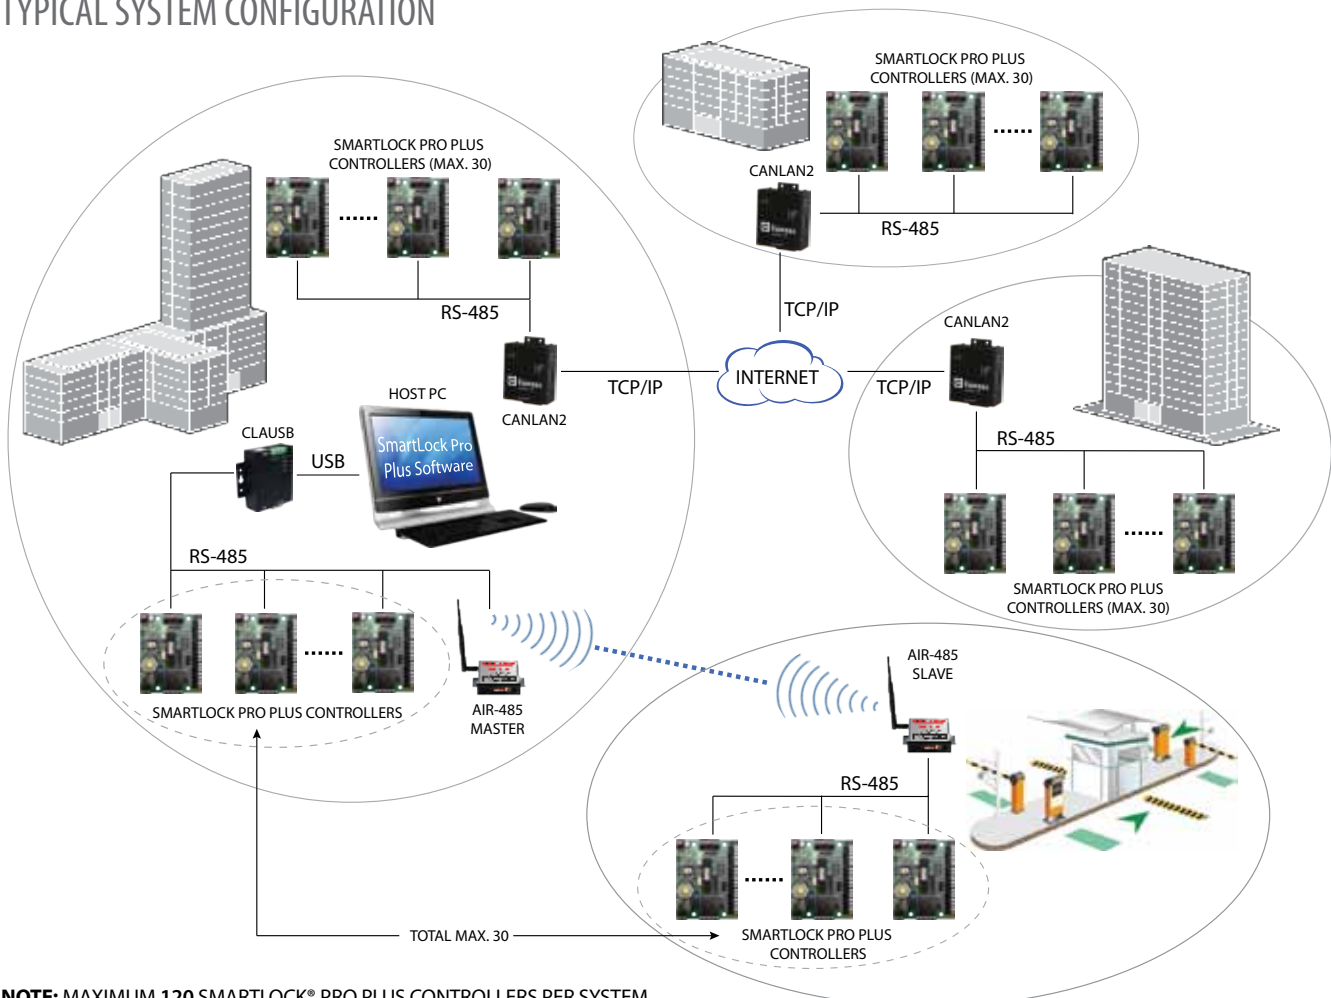 TYPICAL SYSTEM CONFIGURATION
SMARTLOCK PRO PLUS
CONTROLLERS (MAX. 30)
CANLAN2
RS-485
TCP/IP
SMARTLOCK PRO PLUS
CONTROLLERS (MAX. 30)
RS-485
CANLAN2
TCP/IP
INTERNET
TCP/IP
CANLAN2
RS-485
SMARTLOCK PRO PLUS
CONTROLLERS (MAX. 30)
HOST PC
SmartLock Pro
Plus Software
CLAUSB
USB
RS-485
SMARTLOCK PRO PLUS CONTROLLERS
AIR-485
MASTER
AIR-485
SLAVE
RS-485
SMARTLOCK PRO PLUS
CONTROLLERS
TOTAL MAX. 30
NOTE: MAXIMUM 120 SMARTLOCK® PRO PLUS CONTROLLERS PER SYSTEM